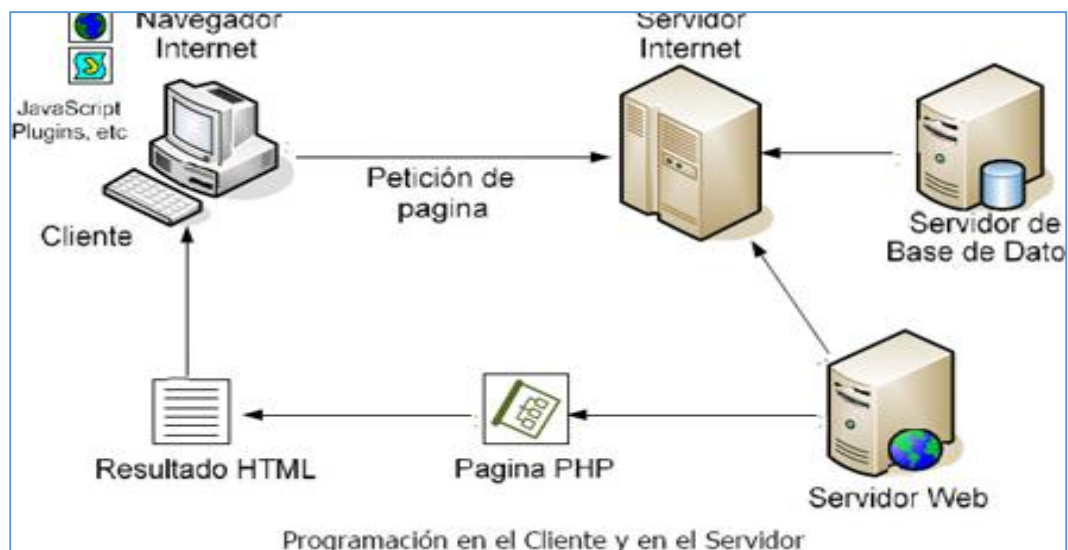 Navegador
Internet
Servidor
Internet
JavaScript
Plugins, etc
Petición de
pagina
Cliente
Servidor de
Base de Dato
Resultado HTML
Pagina PHP
Servidor Web
Programación en el Cliente y en el Servidor